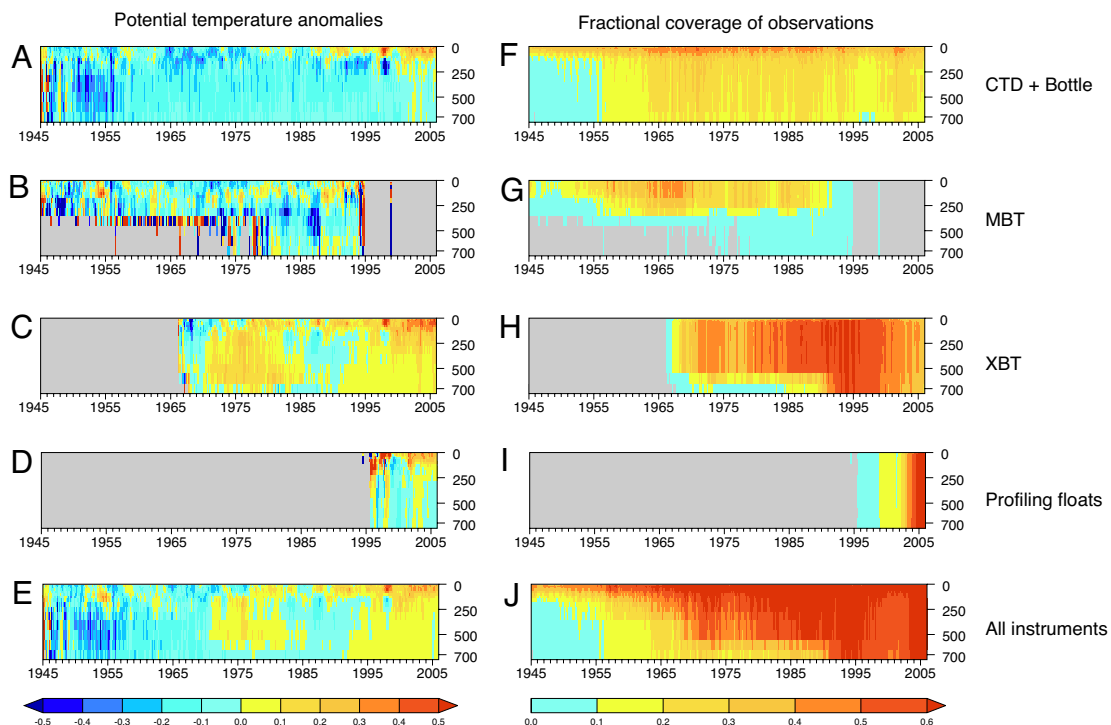 Potential temperature anomalies Fractional coverage of observations
A 0 F 0
250 250 CTD + Bottle
500 500
700 700
1945 1955 1965 1975 1985 1995 2005 1945 1955 1965 1975 1985 1995 2005
B 0 G 0
250 250 MBT
500 500
750 750
1945 1955 1965 1975 1985 1995 2005 1945 1955 1965 1975 1985 1995 2005
C 0 H 0
250 250 XBT
500 500
750 750
1945 1955 1965 1975 1985 1995 2005 1945 1955 1965 1975 1985 1995 2005
D 0 I 0
250 250
500 500 Profiling floats
750 750
1945 1955 1965 1975 1985 1995 2005 1945 1955 1965 1975 1985 1995 2005
E 0 J 0
250 250 All instruments
500 500
700 700
1945 1955 1965 1975 1985 1995 2005 1945 1955 1965 1975 1985 1995 2005
-0.5 -0.4 -0.3 -0.2 -0.1 0.0 0.1 0.2 0.3 0.4 0.5 0.0 0.1 0.2 0.3 0.4 0.5 0.6